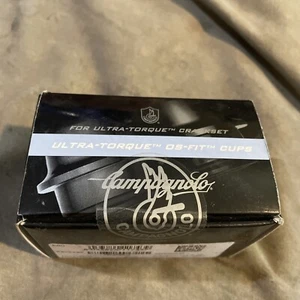 FOR ULTRA-TORQUE™ CRANKSET
ULTRA-TORQUE™ OS-FIT™ CUPS
Campagnolo